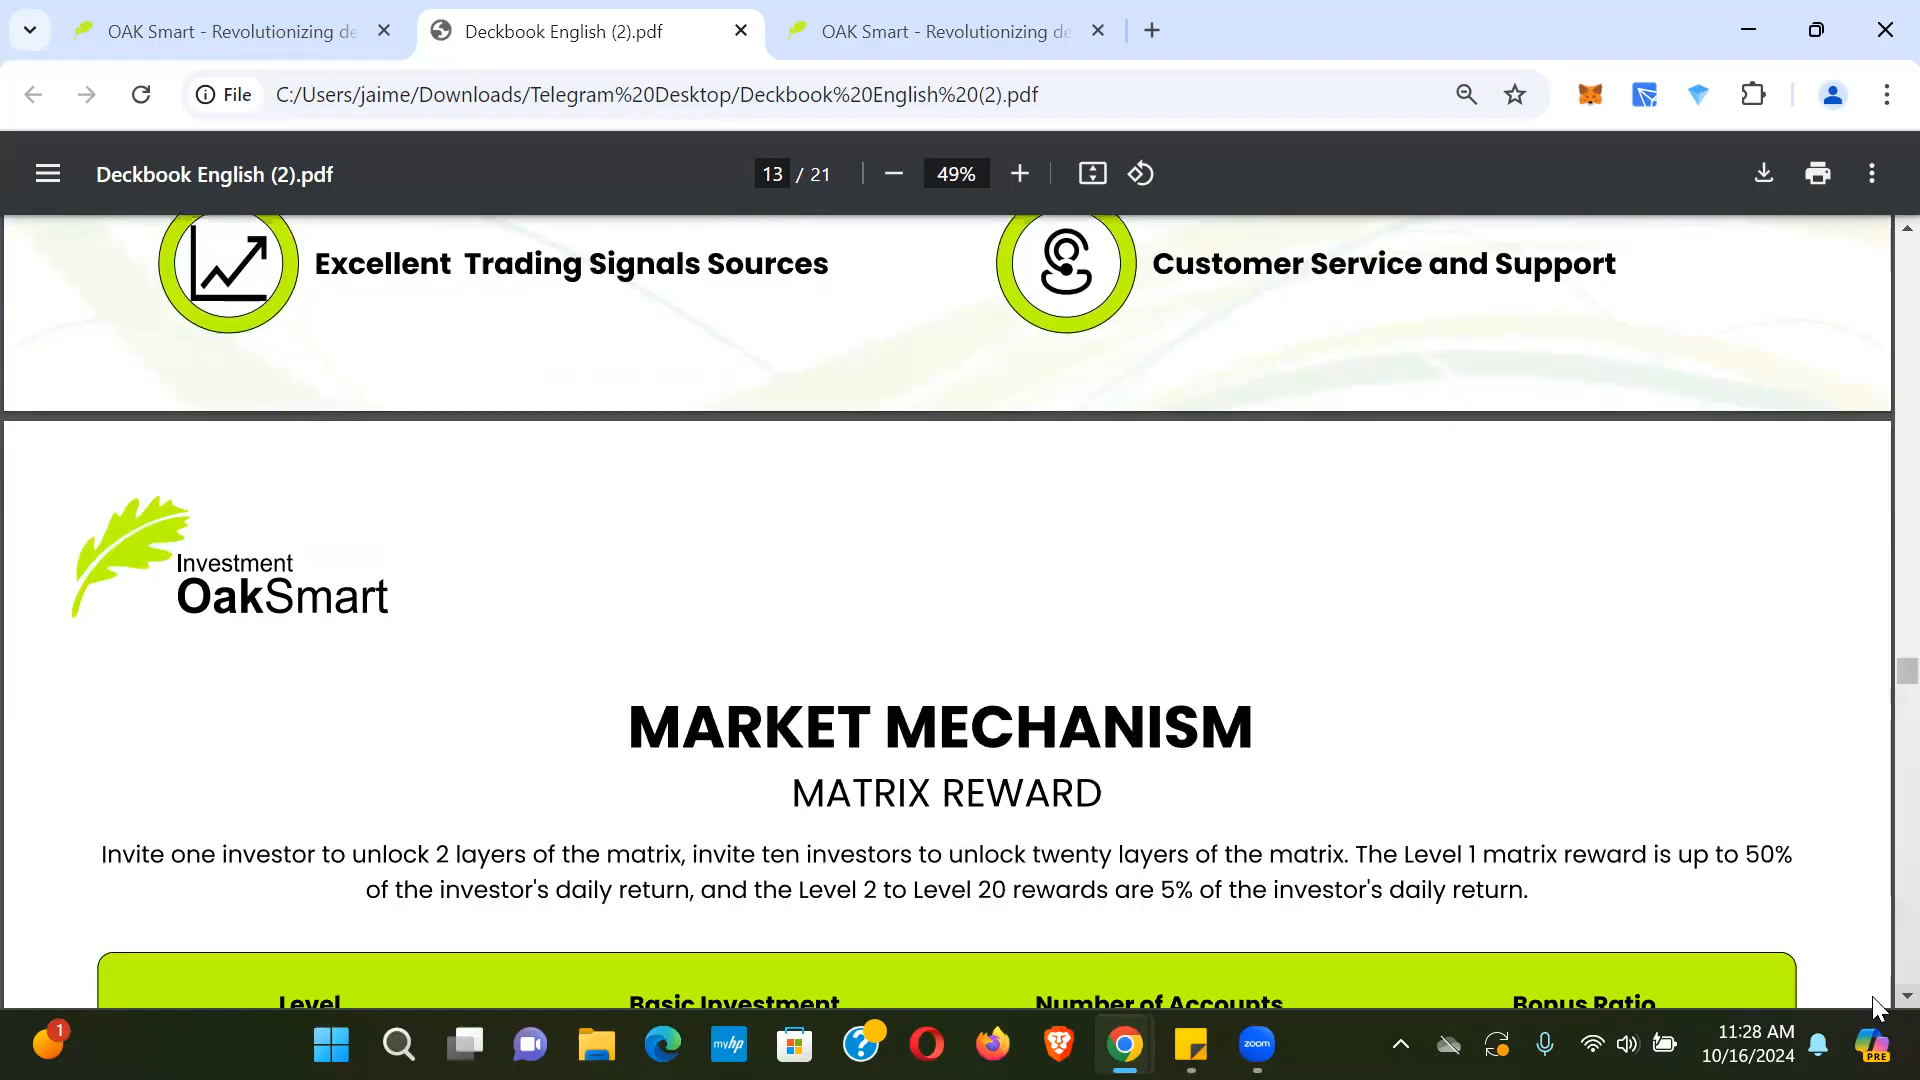 OAK Smart - Revolutionizing de
Deckbook English (2).pdf
OAK Smart - Revolutionizing de
File
C:/Users/jaime/Downloads/Telegram%20Desktop/Deckbook%20English%20(2).pdf
Deckbook English (2).pdf
13 / 21
49%
Excellent Trading Signals Sources
Customer Service and Support
Investment
OakSmart
MARKET MECHANISM
MATRIX REWARD
Invite one investor to unlock 2 layers of the matrix, invite ten investors to unlock twenty layers of the matrix. The Level 1 matrix reward is up to 50%
of the investor's daily return, and the Level 2 to Level 20 rewards are 5% of the investor's daily return.
Level
Basic Investment
Number of Accounts
Bonus Ratio
1
myhp
zoom
11:28 AM
10/16/2024
PRE